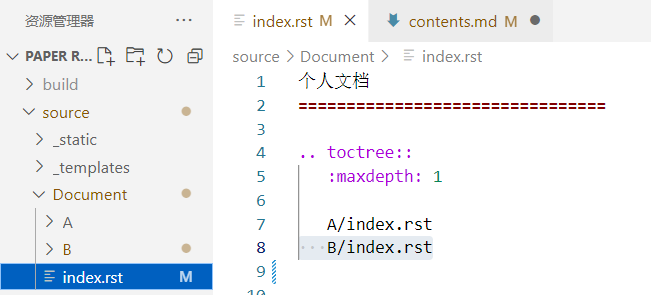 资源管理器
PAPER R...
build
source
_static
_templates
Document
A
B
index.rst M
index.rst M
contents.md M
source > Document > index.rst
1 个人文档
2 ================================
3
4 .. toctree::
5 :maxdepth: 1
6
7 A/index.rst
8 B/index.rst
9
10